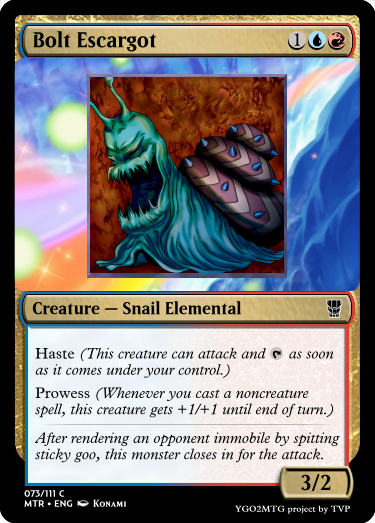 Bolt Escargot 1
Creature — Snail Elemental
Haste (This creature can attack and as soon
as it comes under your control.)
Prowess (Whenever you cast a noncreature
spell, this creature gets +1/+1 until end of turn.)
After rendering an opponent immobile by spitting
sticky goo, this monster closes in for the attack.
3/2
073/111 C
MTR • ENG KONAMI
YGO2MTG project by TVP